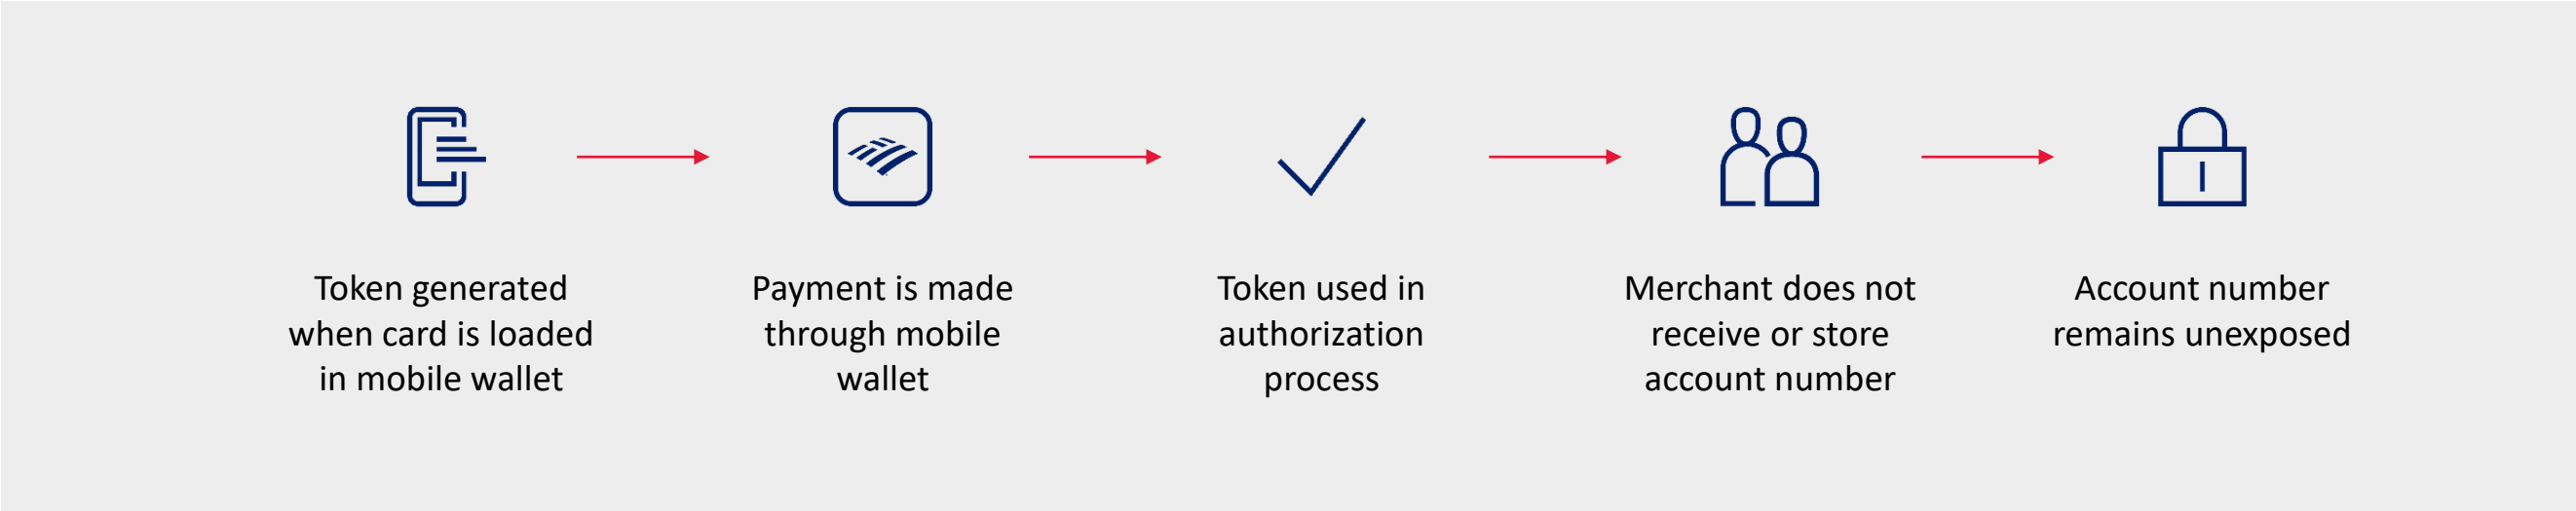 Token generated
when card is loaded
in mobile wallet
Payment is made
through mobile
wallet
Token used in
authorization
process
Merchant does not
receive or store
account number
Account number
remains unexposed